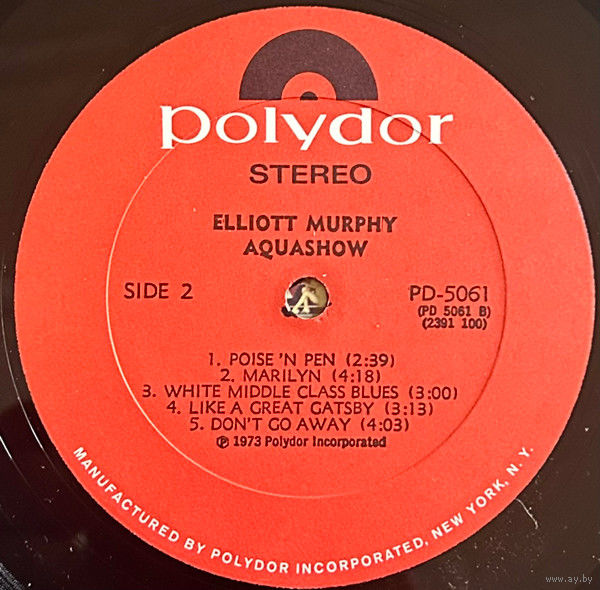 polydor
STEREO
ELLIOTT MURPHY
AQUASHOW
SIDE 2
PD-5061
(PD 5061 B)
(2391 100)
1. POISE 'N PEN (2:39)
2. MARILYN (4:18)
3. WHITE MIDDLE CLASS BLUES (3:00)
4. LIKE A GREAT GATSBY (3:13)
5. DON'T GO AWAY (4:03)
℗ 1973 Polydor Incorporated
MANUFACTURED BY POLYDOR INCORPORATED, NEW YORK, N. Y.
www.ay.by